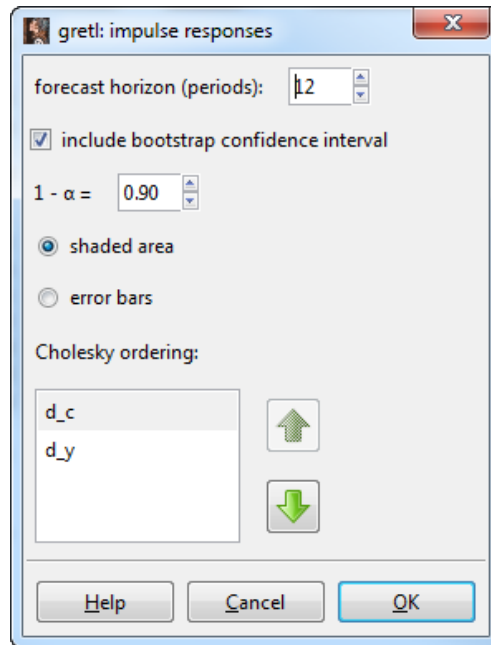 gretl: impulse responses
forecast horizon (periods): 12
include bootstrap confidence interval
1 - α = 0.90
shaded area
error bars
Cholesky ordering:
d_c
d_y
Help Cancel OK